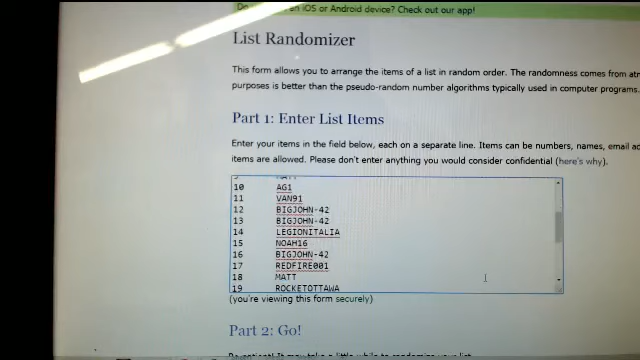 an iOS or Android device? Check out our app!
List Randomizer
This form allows you to arrange the items of a list in random order. The randomness comes from
purposes is better than the pseudo-random number algorithms typically used in computer programs.
Part 1: Enter List Items
Enter your items in the field below, each on a separate line. Items can be numbers, names, email
items are allowed. Please don't enter anything you would consider confidential (here's why).
10 AG1
11 VAN91
12 BIGJOHN-42
13 BIGJOHN-42
14 LEGIONITALIA
15 NOAH16
16 BIGJOHN-42
17 REDFIRE001
18 MATT
19 ROCKETOTTAWA
(you're viewing this form securely)
Part 2: Go!